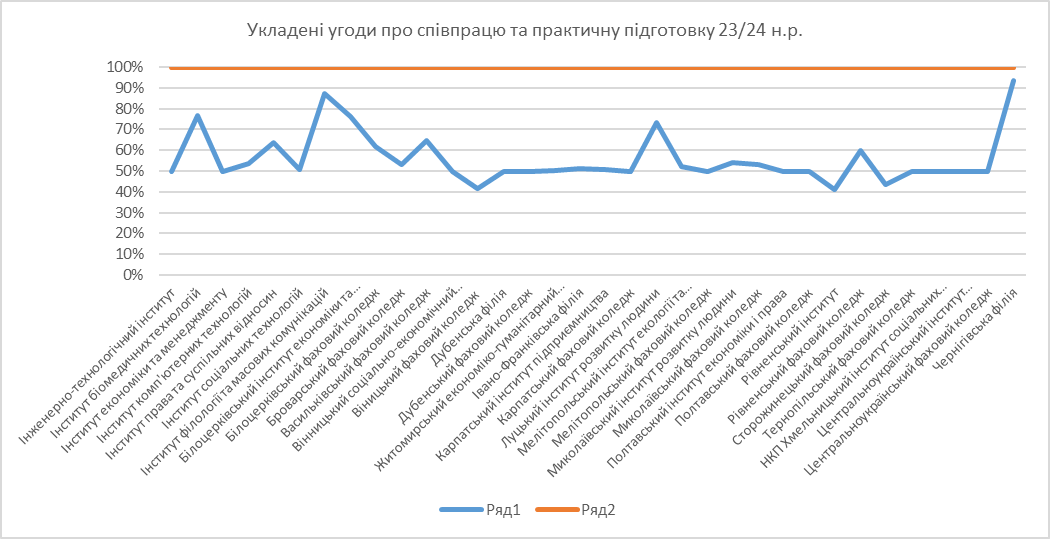 Укладені угоди про співпрацю та практичну підготовку 23/24 н.р.
100%
90%
80%
70%
60%
50%
40%
30%
20%
10%
0%
Інженерно-технологічний інститут
Інститут біомедичних технологій
Інститут економіки та менеджменту
Інститут комп'ютерних технологій
Інститут права та суспільних відносин
Інститут соціальних технологій
Інститут філології та масових комунікацій
Білоцерківський інститут економіки та…
Білоцерківський фаховий коледж
Броварський фаховий коледж
Васильківський фаховий коледж
Вінницький соціально-економічний…
Вінницький фаховий коледж
Дубенська філія
Дубенський фаховий коледж
Житомирський економіко-гуманітарний…
Івано-Франківська філія
Карпатський інститут підприємництва
Карпатський фаховий коледж
Луцький інститут розвитку людини
Мелітопольський інститут екології та…
Мелітопольський фаховий коледж
Миколаївський інститут розвитку людини
Миколаївський фаховий коледж
Полтавський інститут економіки і права
Полтавський фаховий коледж
Рівненський інститут
Рівненський фаховий коледж
Сторожинецький фаховий коледж
Тернопільський фаховий коледж
НКП Хмельницький інститут соціальних…
Центральноукраїнський інститут…
Центральноукраїнський фаховий коледж
Чернігівська філія
Ряд1
Ряд2